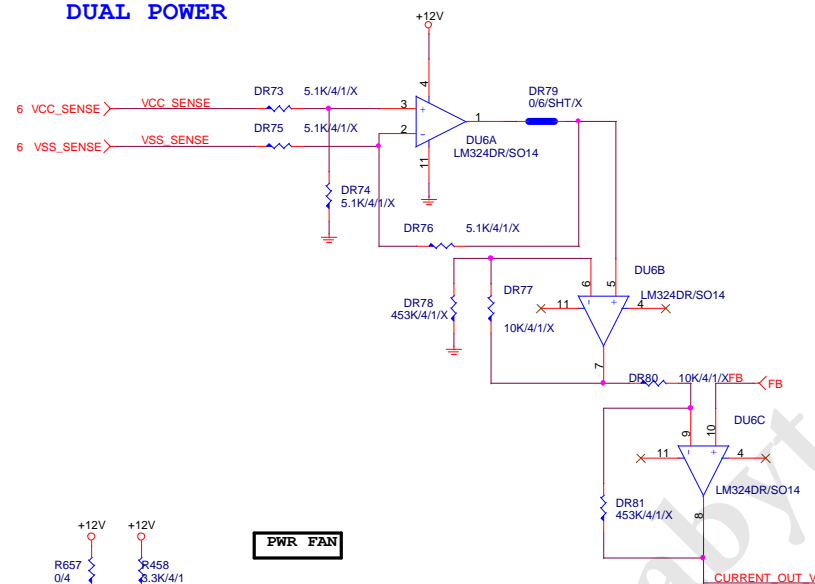 DUAL POWER
+12V
DR73 5.1K/4/1/X
DR79
0/6/SHT/X
6 VCC_SENSE VCC_SENSE
4
3
+
1
DR75 5.1K/4/1/X
2
-
6 VSS_SENSE VSS_SENSE
DU6A
LM324DR/SO14
11
DR74
5.1K/4/1/X
DR76 5.1K/4/1/X
DU6B
LM324DR/SO14
6
5
DR77
10K/4/1/X
DR78
453K/4/1/X
11
-
+
4
7
DR80 10K/4/1/X
FB
FB
DU6C
9
10
-
+
11
4
LM324DR/SO14
DR81
453K/4/1/X
8
CURRENT_OUT_V
+12V +12V
PWR FAN
R657
0/4
R458
3.3K/4/1